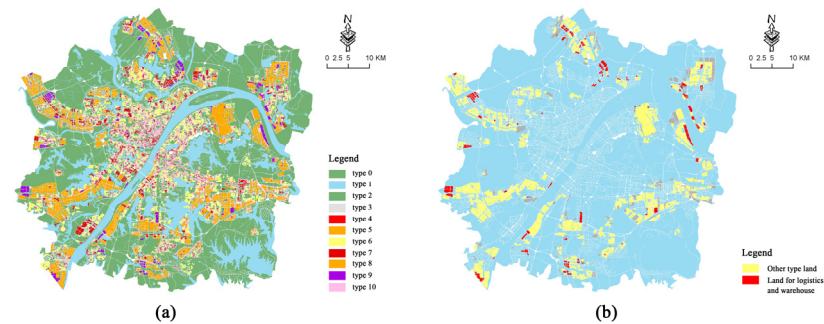 N
0 2.5 5 10 KM
Legend
type 0
type 1
type 2
type 3
type 4
type 5
type 6
type 7
type 8
type 9
type 10
(a)
N
0 2.5 5 10 KM
Legend
Other type land
Land for logistics
and warehouse
(b)